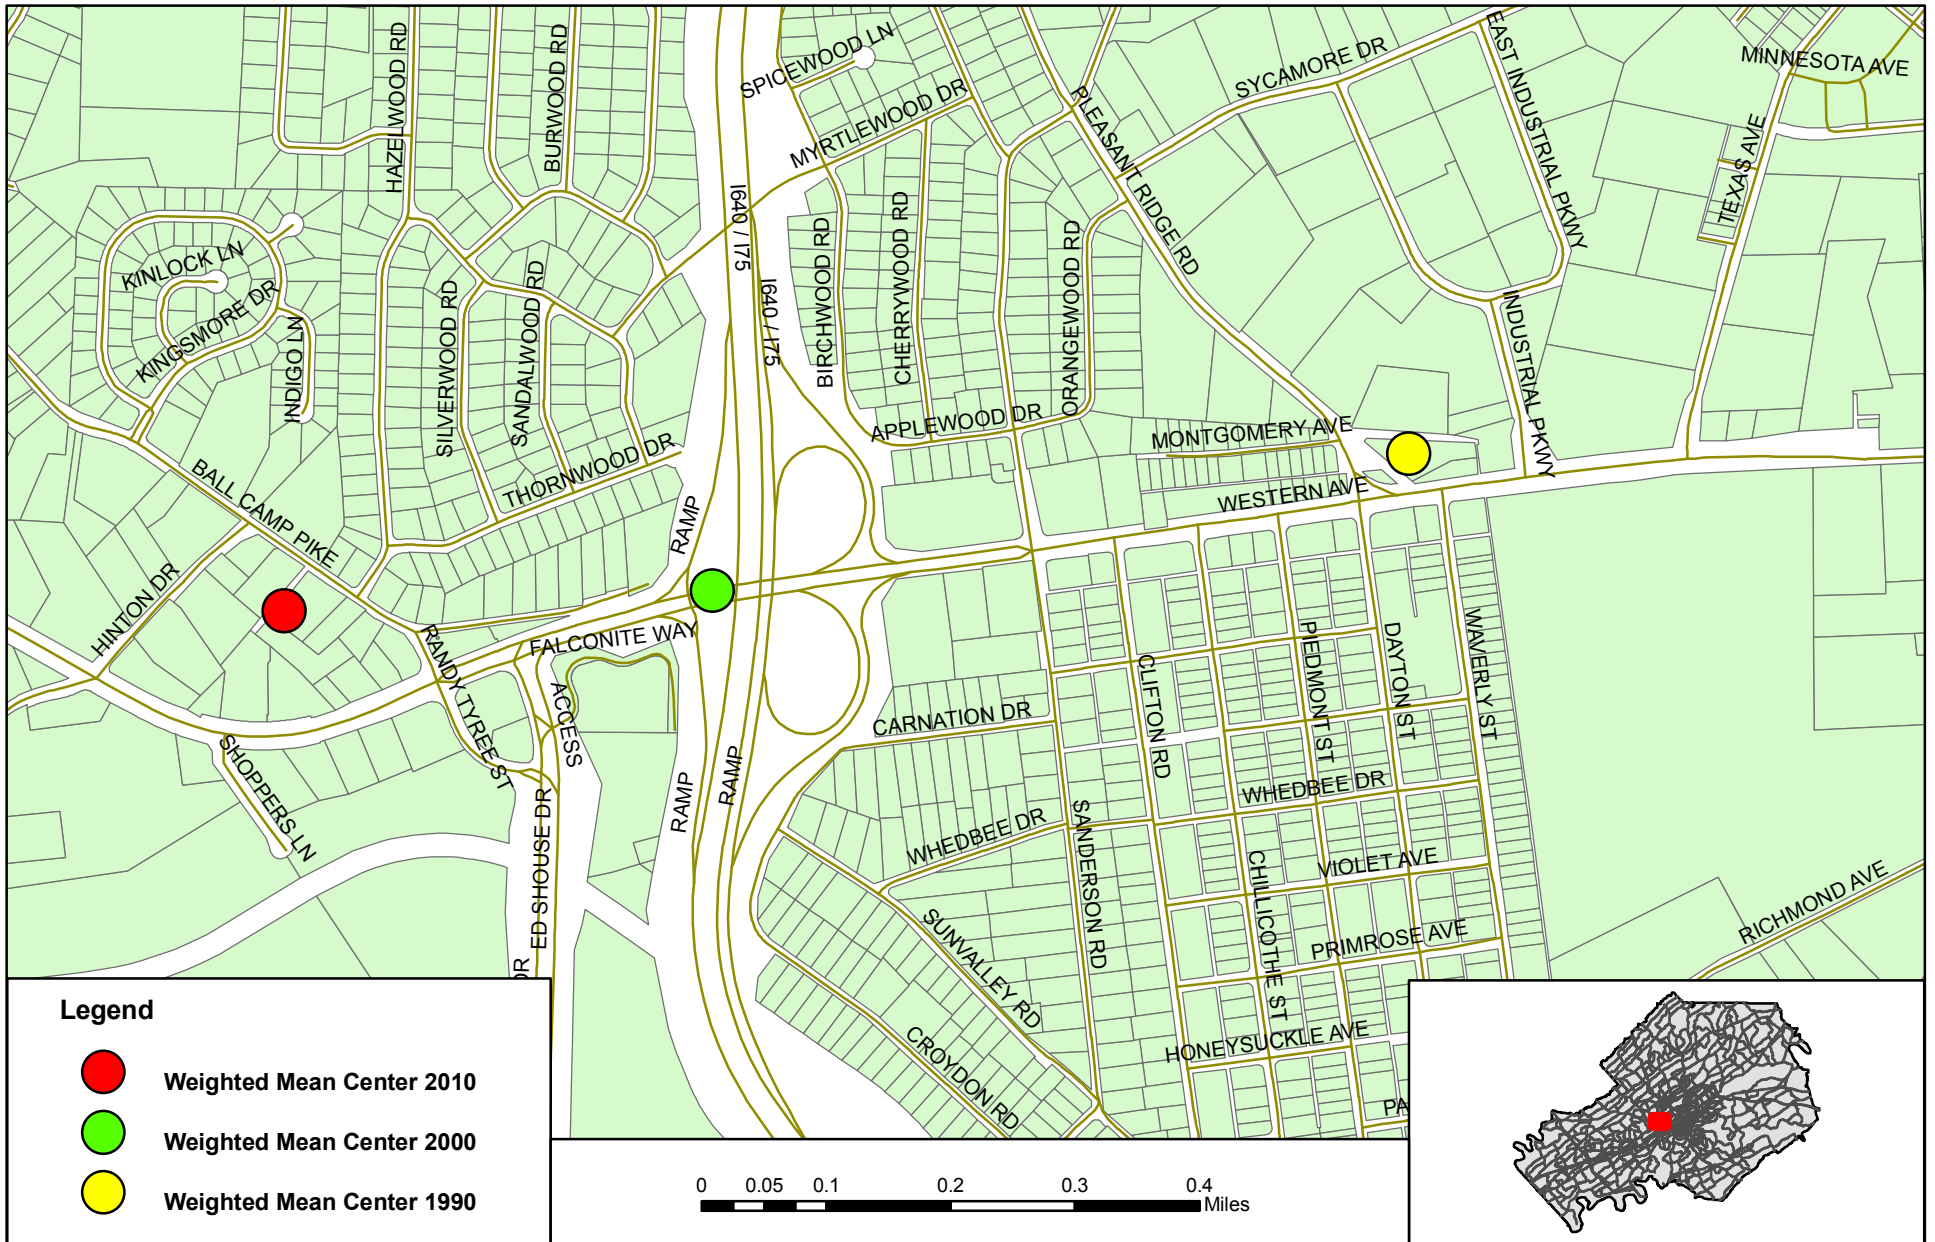 HAZELWOOD RD
BURWOOD RD
SPICEWOOD LN
MYRTLEWOOD DR
PLEASANT RIDGE RD
SYCAMORE DR
EAST INDUSTRIAL PKWY
MINNESOTA AVE
TEXAS AVE
I640 / I75
I640 / I75
KINLOCK LN
KINGSMORE DR
INDIGO LN
SILVERWOOD RD
SANDALWOOD RD
BIRCHWOOD RD
CHERRYWOOD RD
ORANGEWOOD RD
INDUSTRIAL PKWY
APPLEWOOD DR
MONTGOMERY AVE
WESTERN AVE
THORNWOOD DR
BALL CAMP PIKE
RAMP
HINTON DR
FALCONITE WAY
RANDY TYREE ST
ACCESS
SHOPPERS LN
ED SHOUSE DR
DR
RAMP
RAMP
CARNATION DR
CLIFTON RD
PIEDMONT ST
DAYTON ST
WAVERLY ST
WHEDBEE DR
WHEDBEE DR
SANDERSON RD
CHILLICOTHE ST
VIOLET AVE
PRIMROSE AVE
RICHMOND AVE
SUNVALLEY RD
CROYDON RD
HONEYSUCKLE AVE
PA
Legend
Weighted Mean Center 2010
Weighted Mean Center 2000
Weighted Mean Center 1990
0 0.05 0.1 0.2 0.3 0.4
Miles